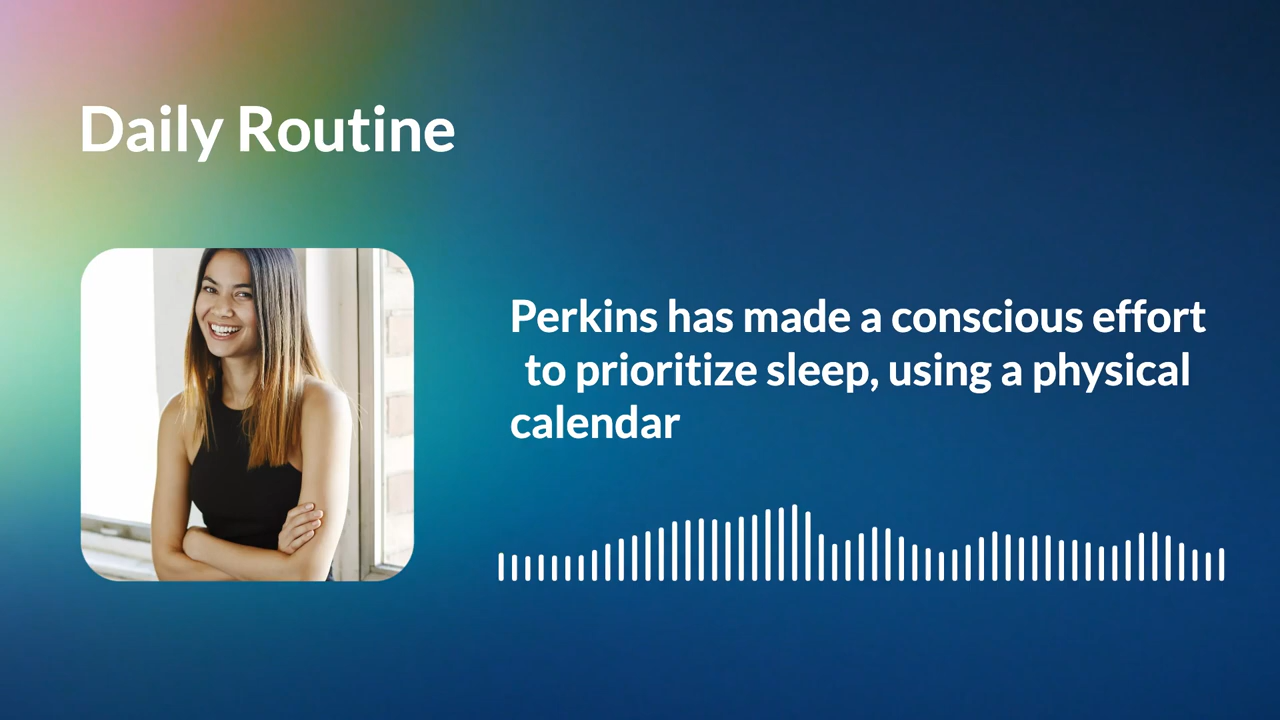 Daily Routine
Perkins has made a conscious effort
to prioritize sleep, using a physical
calendar